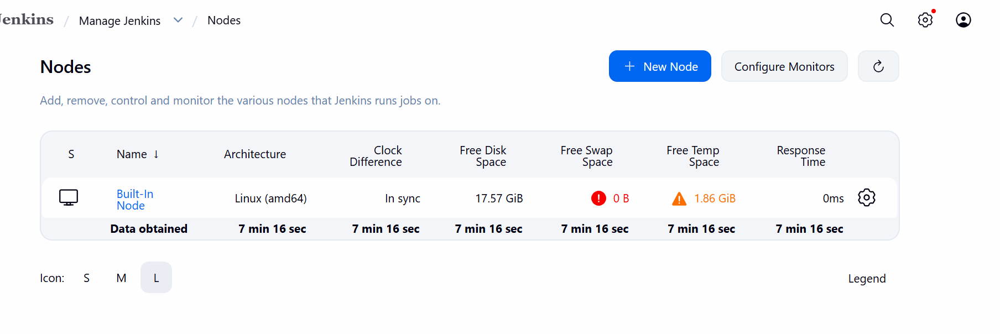 Jenkins / Manage Jenkins / Nodes
Nodes
+ New Node
Configure Monitors
Add, remove, control and monitor the various nodes that Jenkins runs jobs on.
S Name ↓ Architecture Clock Difference Free Disk Space Free Swap Space Free Temp Space Response Time
Built-In Node Linux (amd64) In sync 17.57 GiB 0 B 1.86 GiB 0ms
Data obtained 7 min 16 sec 7 min 16 sec 7 min 16 sec 7 min 16 sec 7 min 16 sec 7 min 16 sec
Icon: S M L
Legend